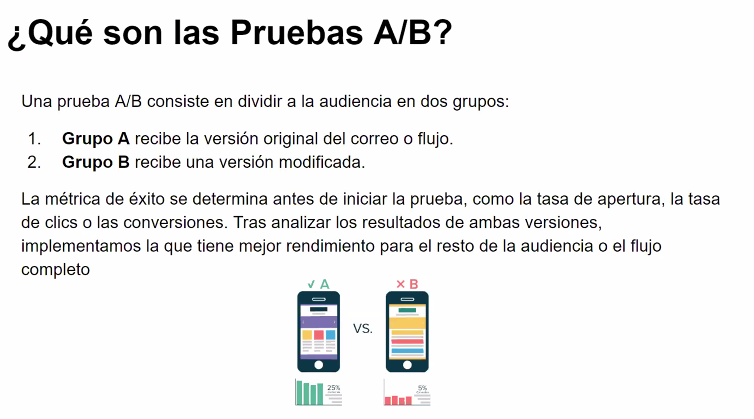 ¿Qué son las Pruebas A/B?
Una prueba A/B consiste en dividir a la audiencia en dos grupos:
1. Grupo A recibe la versión original del correo o flujo.
2. Grupo B recibe una versión modificada.
La métrica de éxito se determina antes de iniciar la prueba, como la tasa de apertura, la tasa
de clics o las conversiones. Tras analizar los resultados de ambas versiones,
implementamos la que tiene mejor rendimiento para el resto de la audiencia o el flujo
completo
✓ A
✕ B
VS.
25%
5%